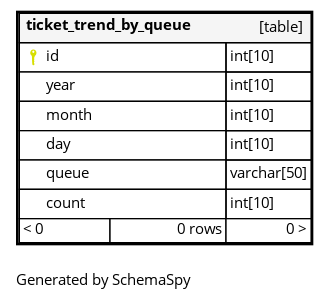 ticket_trend_by_queue [table]
id int[10]
year int[10]
month int[10]
day int[10]
queue varchar[50]
count int[10]
< 0 0 rows 0 >
Generated by SchemaSpy